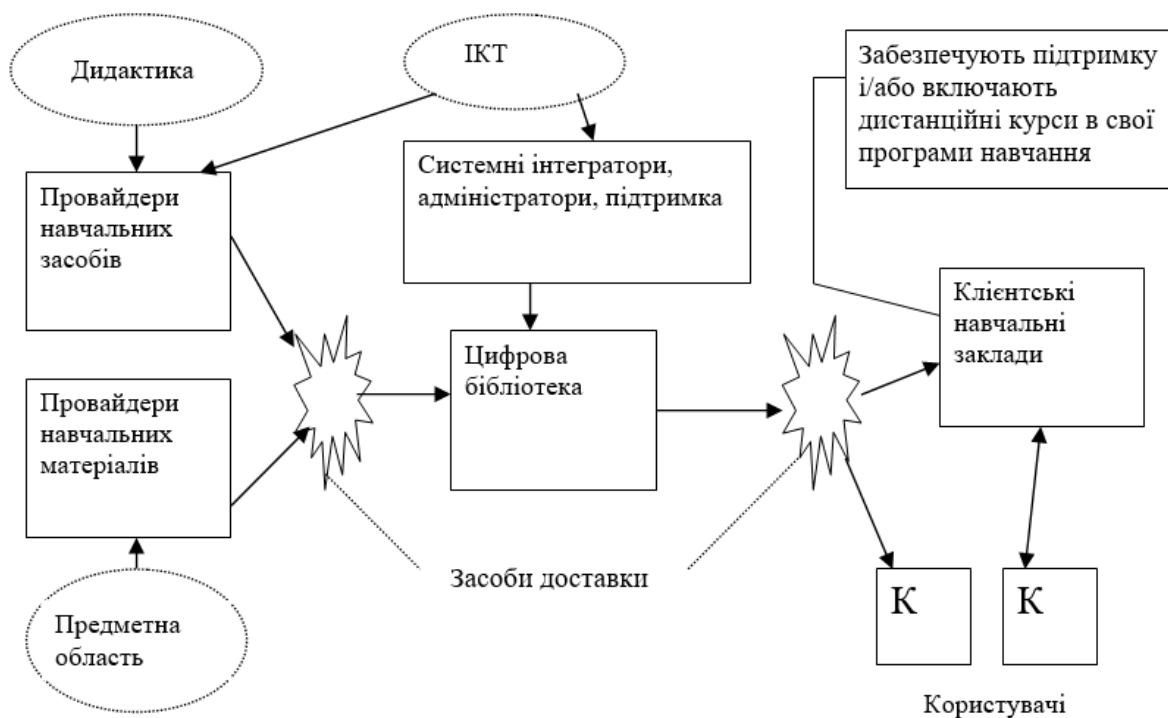 Дидактика
ІКТ
Забезпечують підтримку
і/або включають
дистанційні курси в свої
програми навчання
Системні інтегратори,
адміністратори, підтримка
Провайдери
навчальних
засобів
Клієнтські
навчальні
заклади
Цифрова
бібліотека
Провайдери
навчальних
матеріалів
Засоби доставки
К
К
Предметна
область
Користувачі